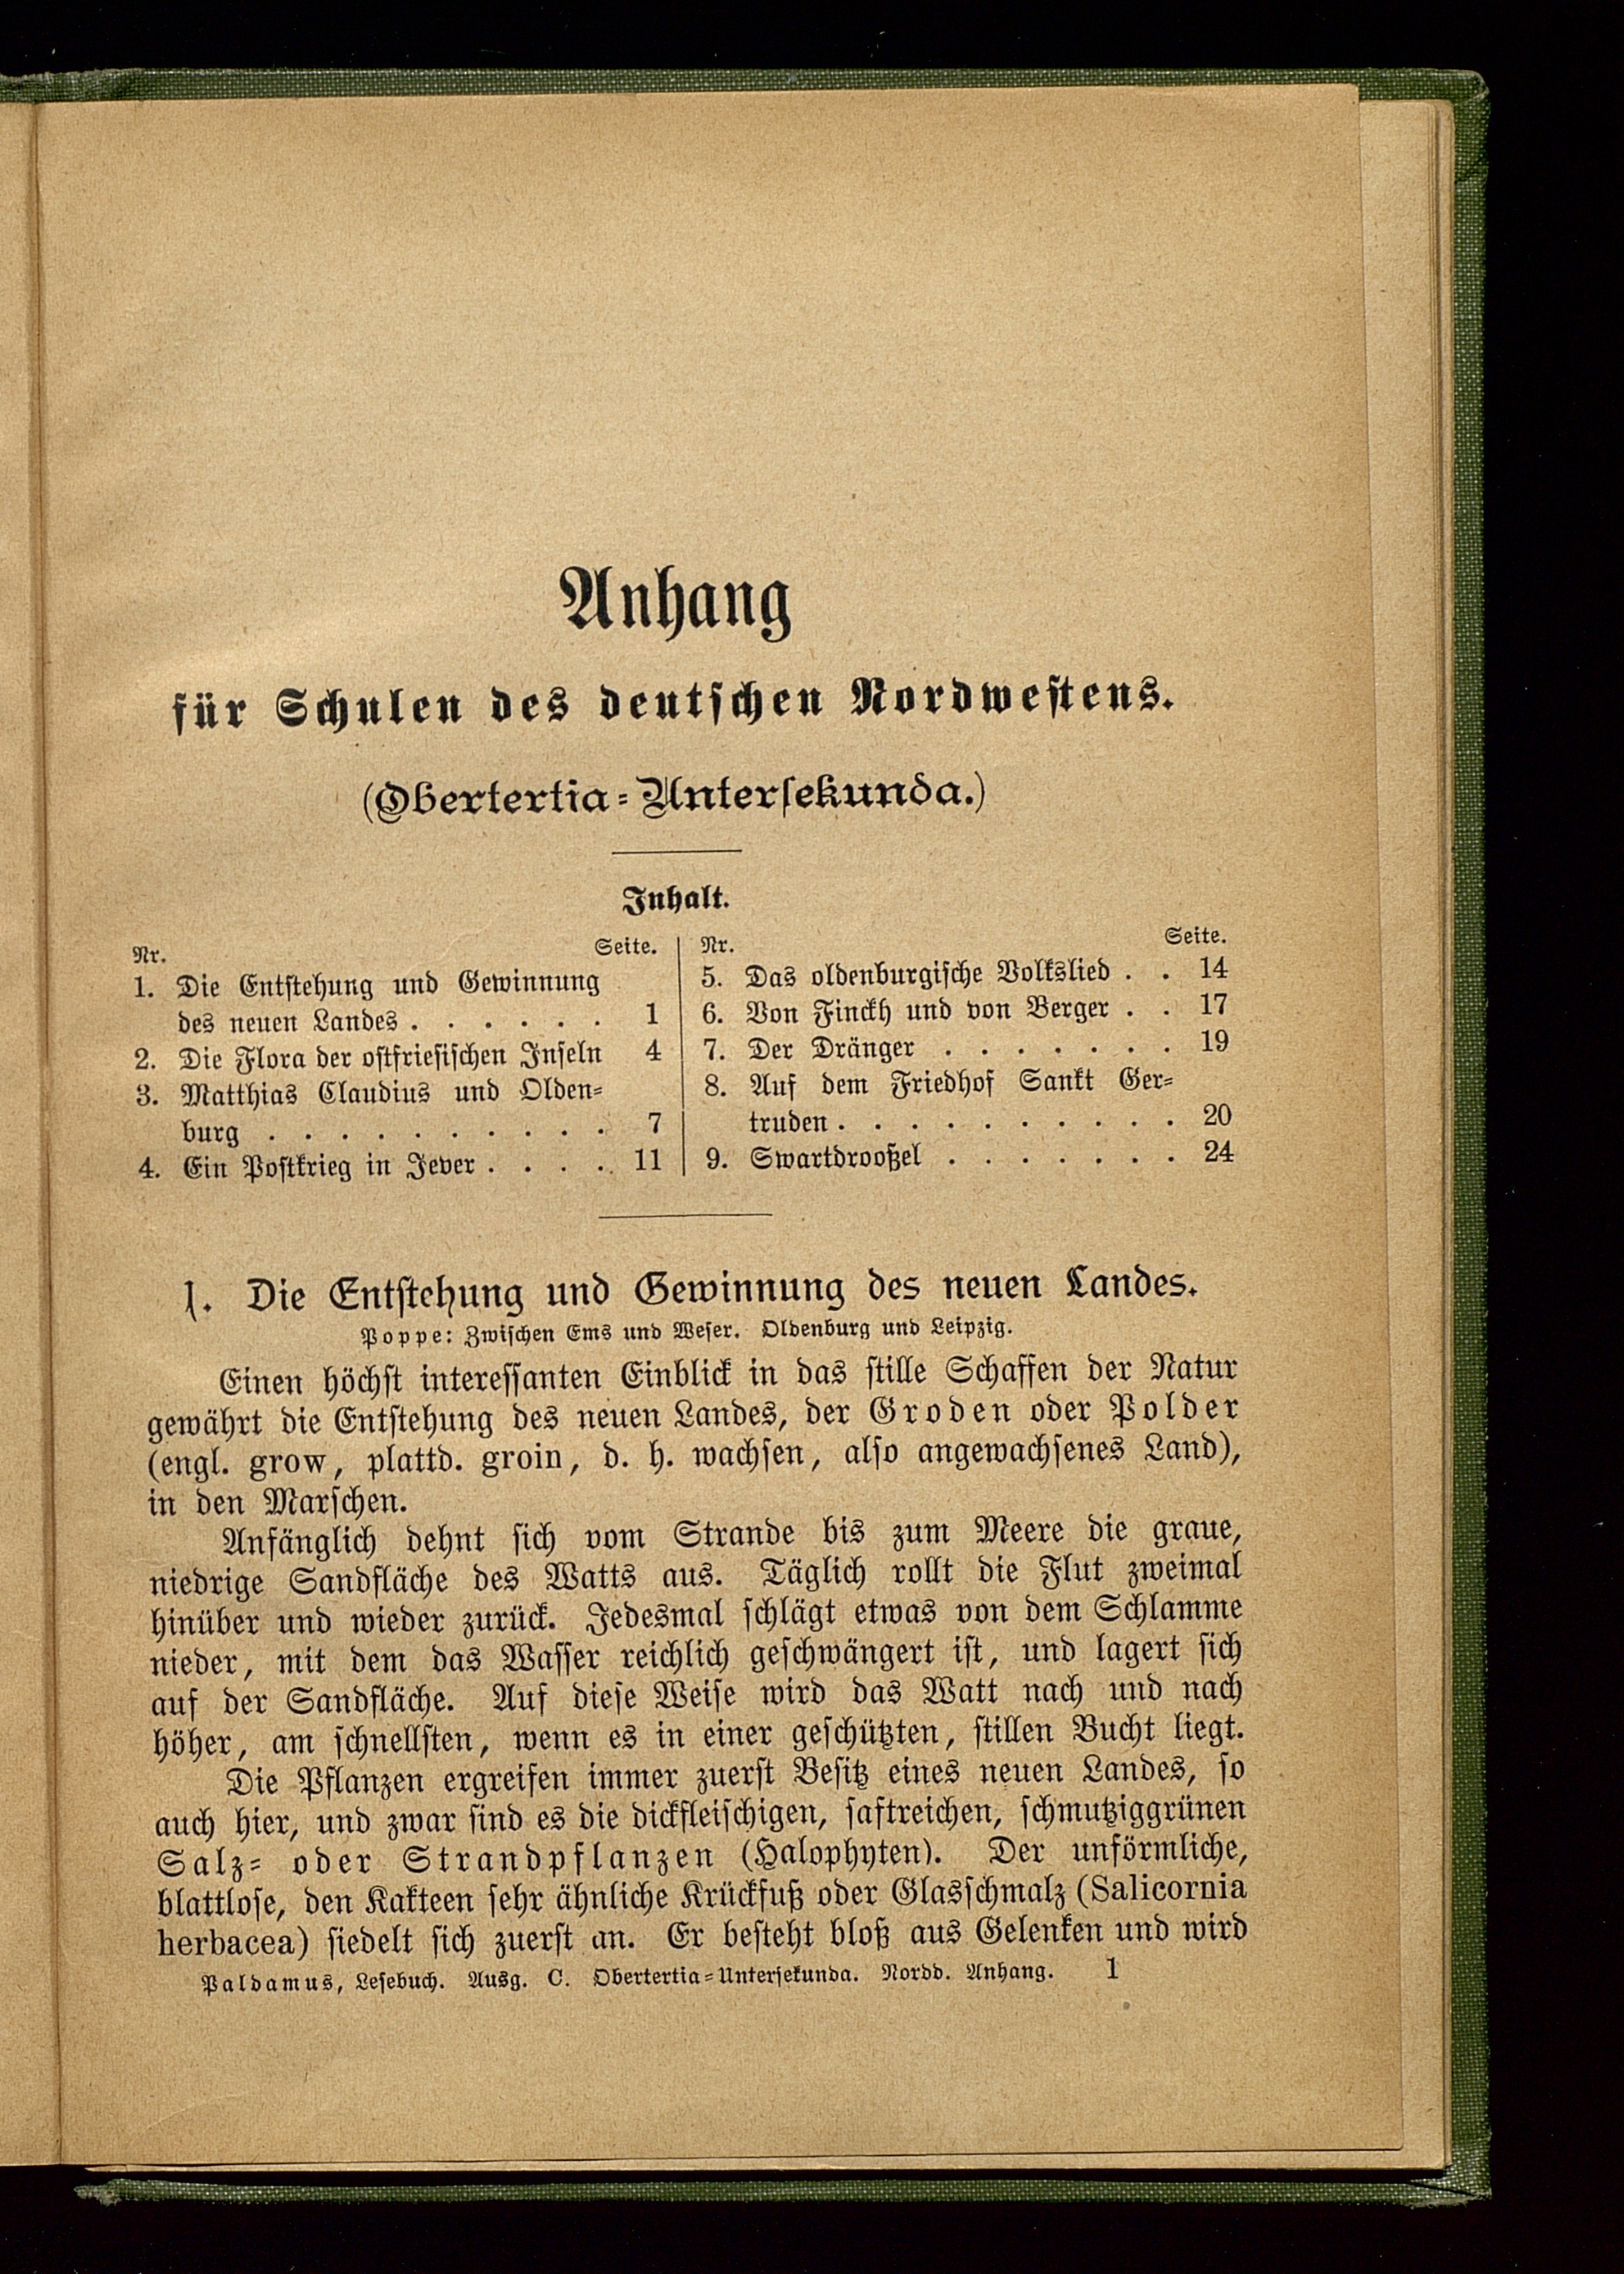 Anhang
für Schulen des deutschen Nordwestens.
(Obertertia-Untersekunda.)
Inhalt.
Nr. Seite.
1. Die Entstehung und Gewinnung
des neuen Landes . . . . . . 1
2. Die Flora der ostfriesischen Inseln 4
3. Matthias Claudius und Olden-
burg . . . . . . . . . . 7
4. Ein Postkrieg in Jever . . . . 11
Nr. Seite.
5. Das oldenburgische Volkslied . . 14
6. Von Finckh und von Berger . . 17
7. Der Dränger . . . . . . . 19
8. Auf dem Friedhof Sankt Ger-
truden . . . . . . . . . . 20
9. Swartdrooßel . . . . . . . 24
1. Die Entstehung und Gewinnung des neuen Landes.
Poppe: Zwischen Ems und Weser. Oldenburg und Leipzig.
Einen höchst interessanten Einblick in das stille Schaffen der Natur
gewährt die Entstehung des neuen Landes, der Groden oder Polder
(engl. grow, plattd. groin, d. h. wachsen, also angewachsenes Land),
in den Marschen.
Anfänglich dehnt sich vom Strande bis zum Meere die graue,
niedrige Sandfläche des Watts aus. Täglich rollt die Flut zweimal
hinüber und wieder zurück. Jedesmal schlägt etwas von dem Schlamme
nieder, mit dem das Wasser reichlich geschwängert ist, und lagert sich
auf der Sandfläche. Auf diese Weise wird das Watt nach und nach
höher, am schnellsten, wenn es in einer geschützten, stillen Bucht liegt.
Die Pflanzen ergreifen immer zuerst Besitz eines neuen Landes, so
auch hier, und zwar sind es die dickfleischigen, saftreichen, schmutziggrünen
Salz- oder Strandpflanzen (Halophyten). Der unförmliche,
blattlose, den Kakteen sehr ähnliche Krückfuß oder Glasschmalz (Salicornia
herbacea) siedelt sich zuerst an. Er besteht bloß aus Gelenken und wird
Paldamus, Lesebuch. Ausg. C. Obertertia-Untersekunda. Nordd. Anhang. 1